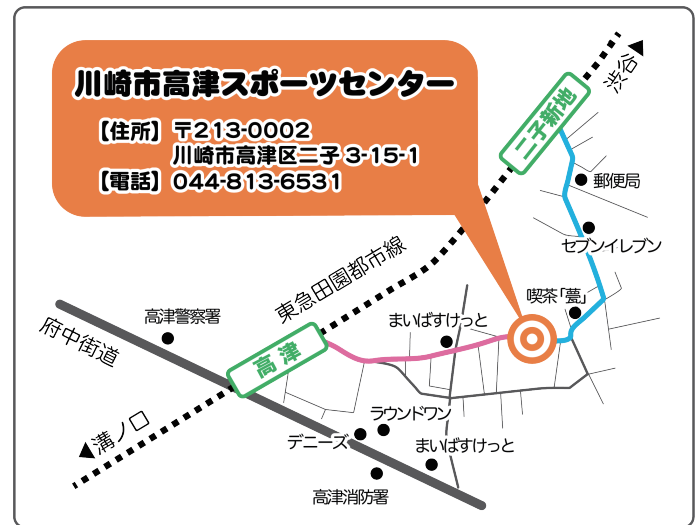 川崎市高津スポーツセンター
【住所】〒213-0002
川崎市高津区二子 3-15-1
【電話】044-813-6531
渋谷
二子新地
郵便局
セブンイレブン
喫茶「甍」
東急田園都市線
まいばすけっと
高津警察署
府中街道
高津
溝ノ口
ラウンドワン
デニーズ
まいばすけっと
高津消防署